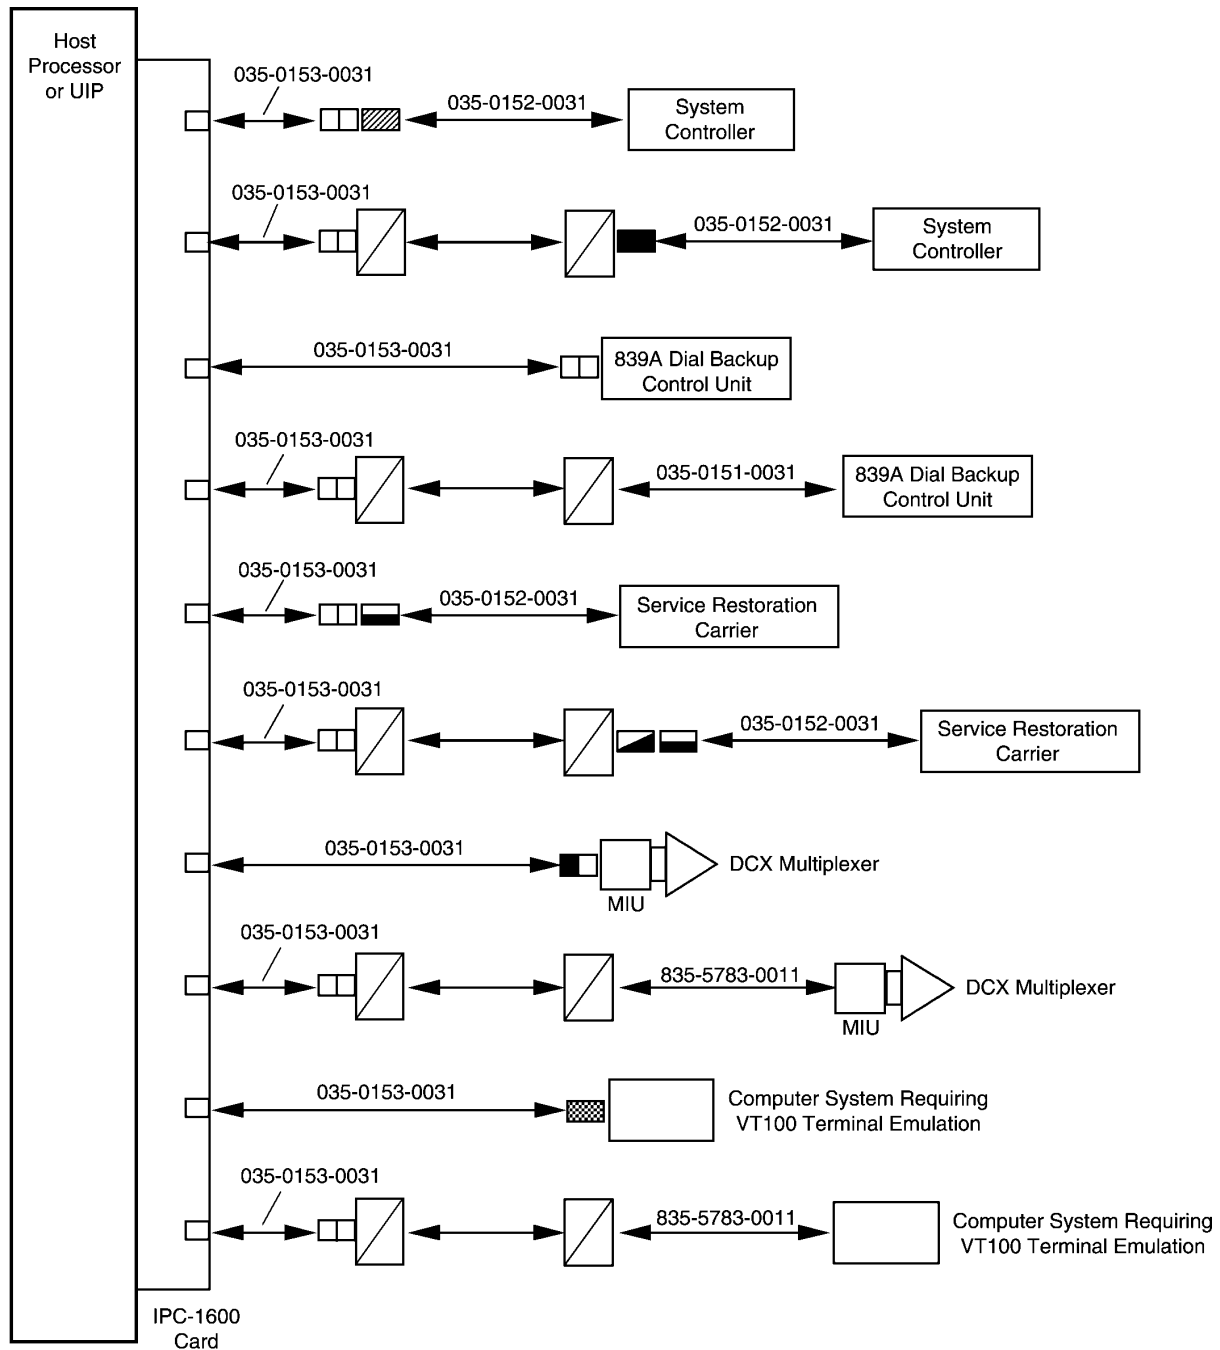 Host
Processor
or UIP
035-0153-0031
035-0152-0031
System
Controller
035-0153-0031
035-0152-0031
System
Controller
035-0153-0031
839A Dial Backup
Control Unit
035-0153-0031
035-0151-0031
839A Dial Backup
Control Unit
035-0153-0031
035-0152-0031
Service Restoration
Carrier
035-0153-0031
035-0152-0031
Service Restoration
Carrier
035-0153-0031
DCX Multiplexer
MIU
035-0153-0031
835-5783-0011
DCX Multiplexer
MIU
035-0153-0031
Computer System Requiring
VT100 Terminal Emulation
035-0153-0031
835-5783-0011
Computer System Requiring
VT100 Terminal Emulation
IPC-1600
Card